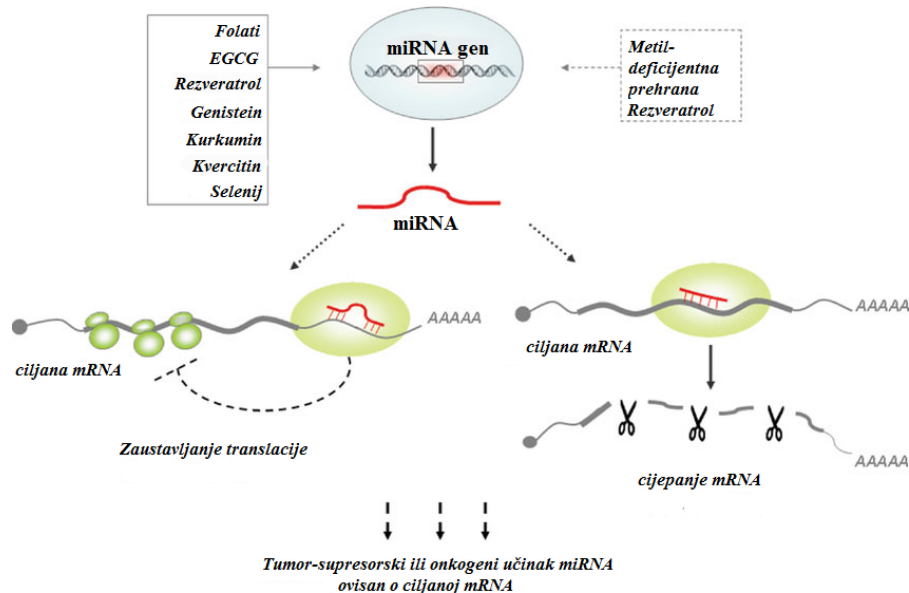 Folati
EGCG
Rezveratrol
Genistein
Kurkumin
Kvercitin
Selenij
miRNA gen
Metil-
deficijentna
prehrana
Rezveratrol
miRNA
AAAAA
ciljana mRNA
Zaustavljanje translacije
AAAAA
ciljana mRNA
AAAAA
cijepanje mRNA
Tumor-supresorski ili onkogeni učinak miRNA
ovisan o ciljanoj mRNA